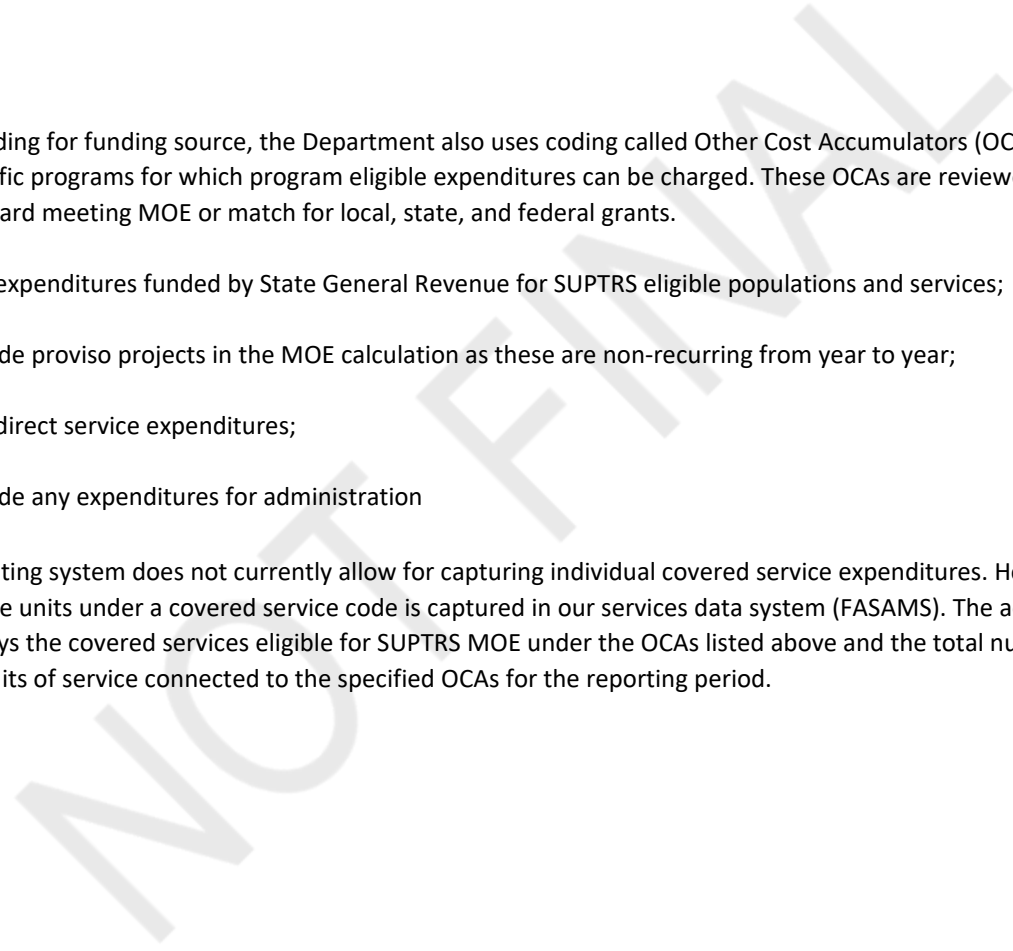 ding for funding source, the Department also uses coding called Other Cost Accumulators (OC
fic programs for which program eligible expenditures can be charged. These OCAs are review
ard meeting MOE or match for local, state, and federal grants.
expenditures funded by State General Revenue for SUPTRS eligible populations and services;
de proviso projects in the MOE calculation as these are non-recurring from year to year;
direct service expenditures;
de any expenditures for administration
ting system does not currently allow for capturing individual covered service expenditures. H
e units under a covered service code is captured in our services data system (FASAMS). The a
ys the covered services eligible for SUPTRS MOE under the OCAs listed above and the total nu
its of service connected to the specified OCAs for the reporting period.
NOT FINAL